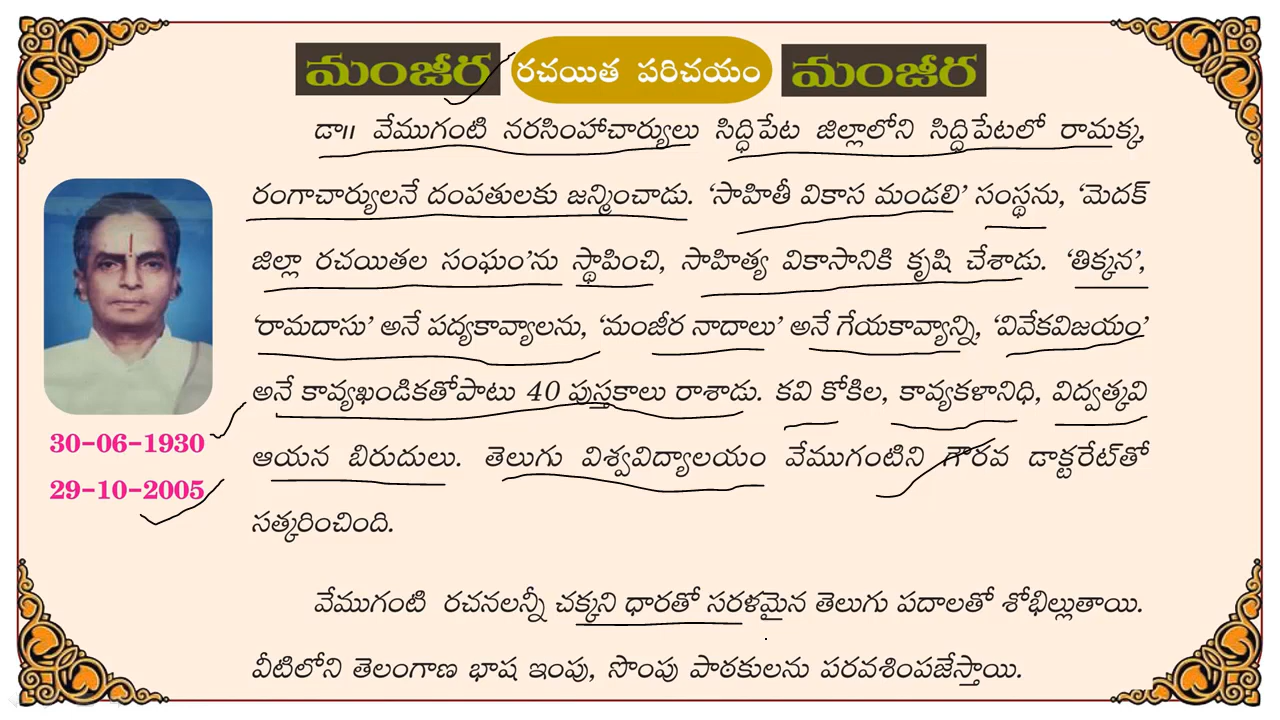 మంజీర రచయిత పరిచయం మంజీర
డా॥ వేముగంటి నరసింహాచార్యులు సిద్ధిపేట జిల్లాలోని సిద్ధిపేటలో రామక్క,
రంగాచార్యులనే దంపతులకు జన్మించాడు. ‘సాహితీ వికాస మండలి’ సంస్థను, ‘మెదక్
జిల్లా రచయితల సంఘం’ను స్థాపించి, సాహిత్య వికాసానికి కృషి చేశాడు. ‘తిక్కన’,
‘రామదాసు’ అనే పద్యకావ్యాలను, ‘మంజీర నాదాలు’ అనే గేయకావ్యాన్ని, ‘వివేకవిజయం’
అనే కావ్యఖండికతోపాటు 40 పుస్తకాలు రాశాడు. కవి కోకిల, కావ్యకళానిధి, విద్వత్కవి
30-06-1930
ఆయన బిరుదులు. తెలుగు విశ్వవిద్యాలయం వేముగంటిని గౌరవ డాక్టరేట్‌తో
29-10-2005
సత్కరించింది.
వేముగంటి రచనలన్నీ చక్కని ధారతో సరళమైన తెలుగు పదాలతో శోభిల్లుతాయి.
వీటిలోని తెలంగాణ భాష ఇంపు, సొంపు పాఠకులను పరవశింపజేస్తాయి.